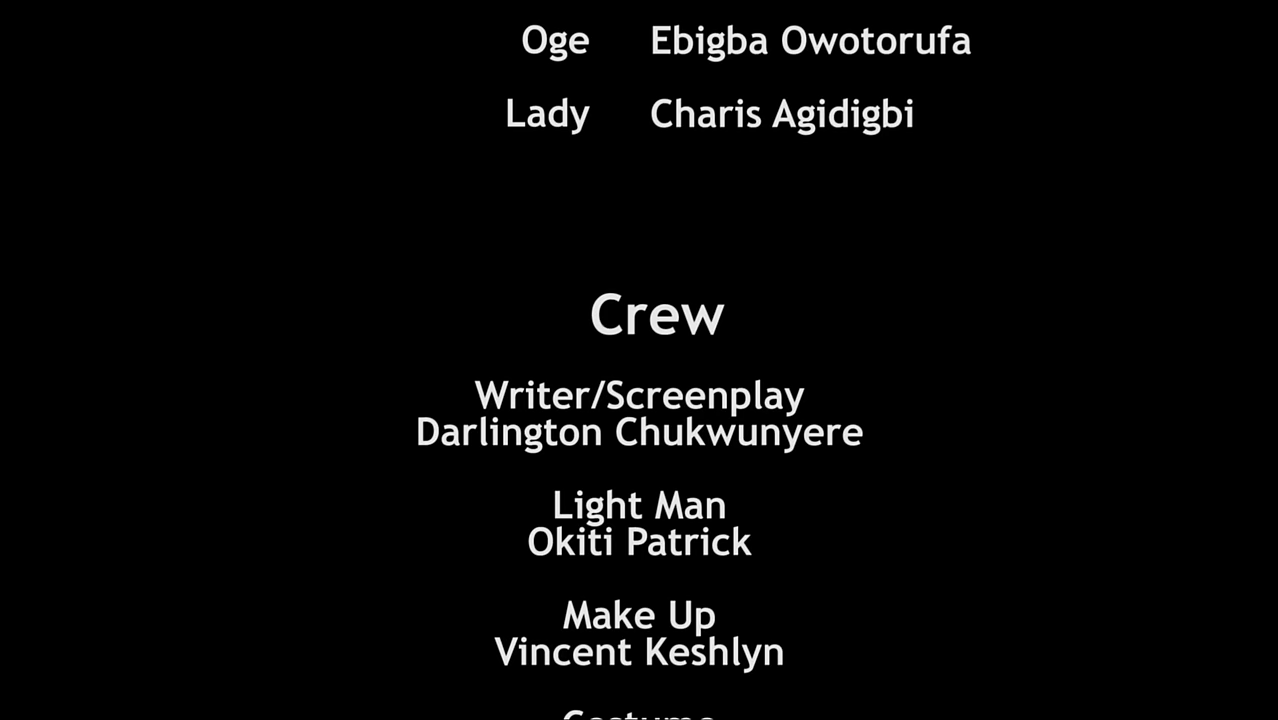 Oge Ebigba Owotorufa
Lady Charis Agidigbi
Crew
Writer/Screenplay
Darlington Chukwunyere
Light Man
Okiti Patrick
Make Up
Vincent Keshlyn